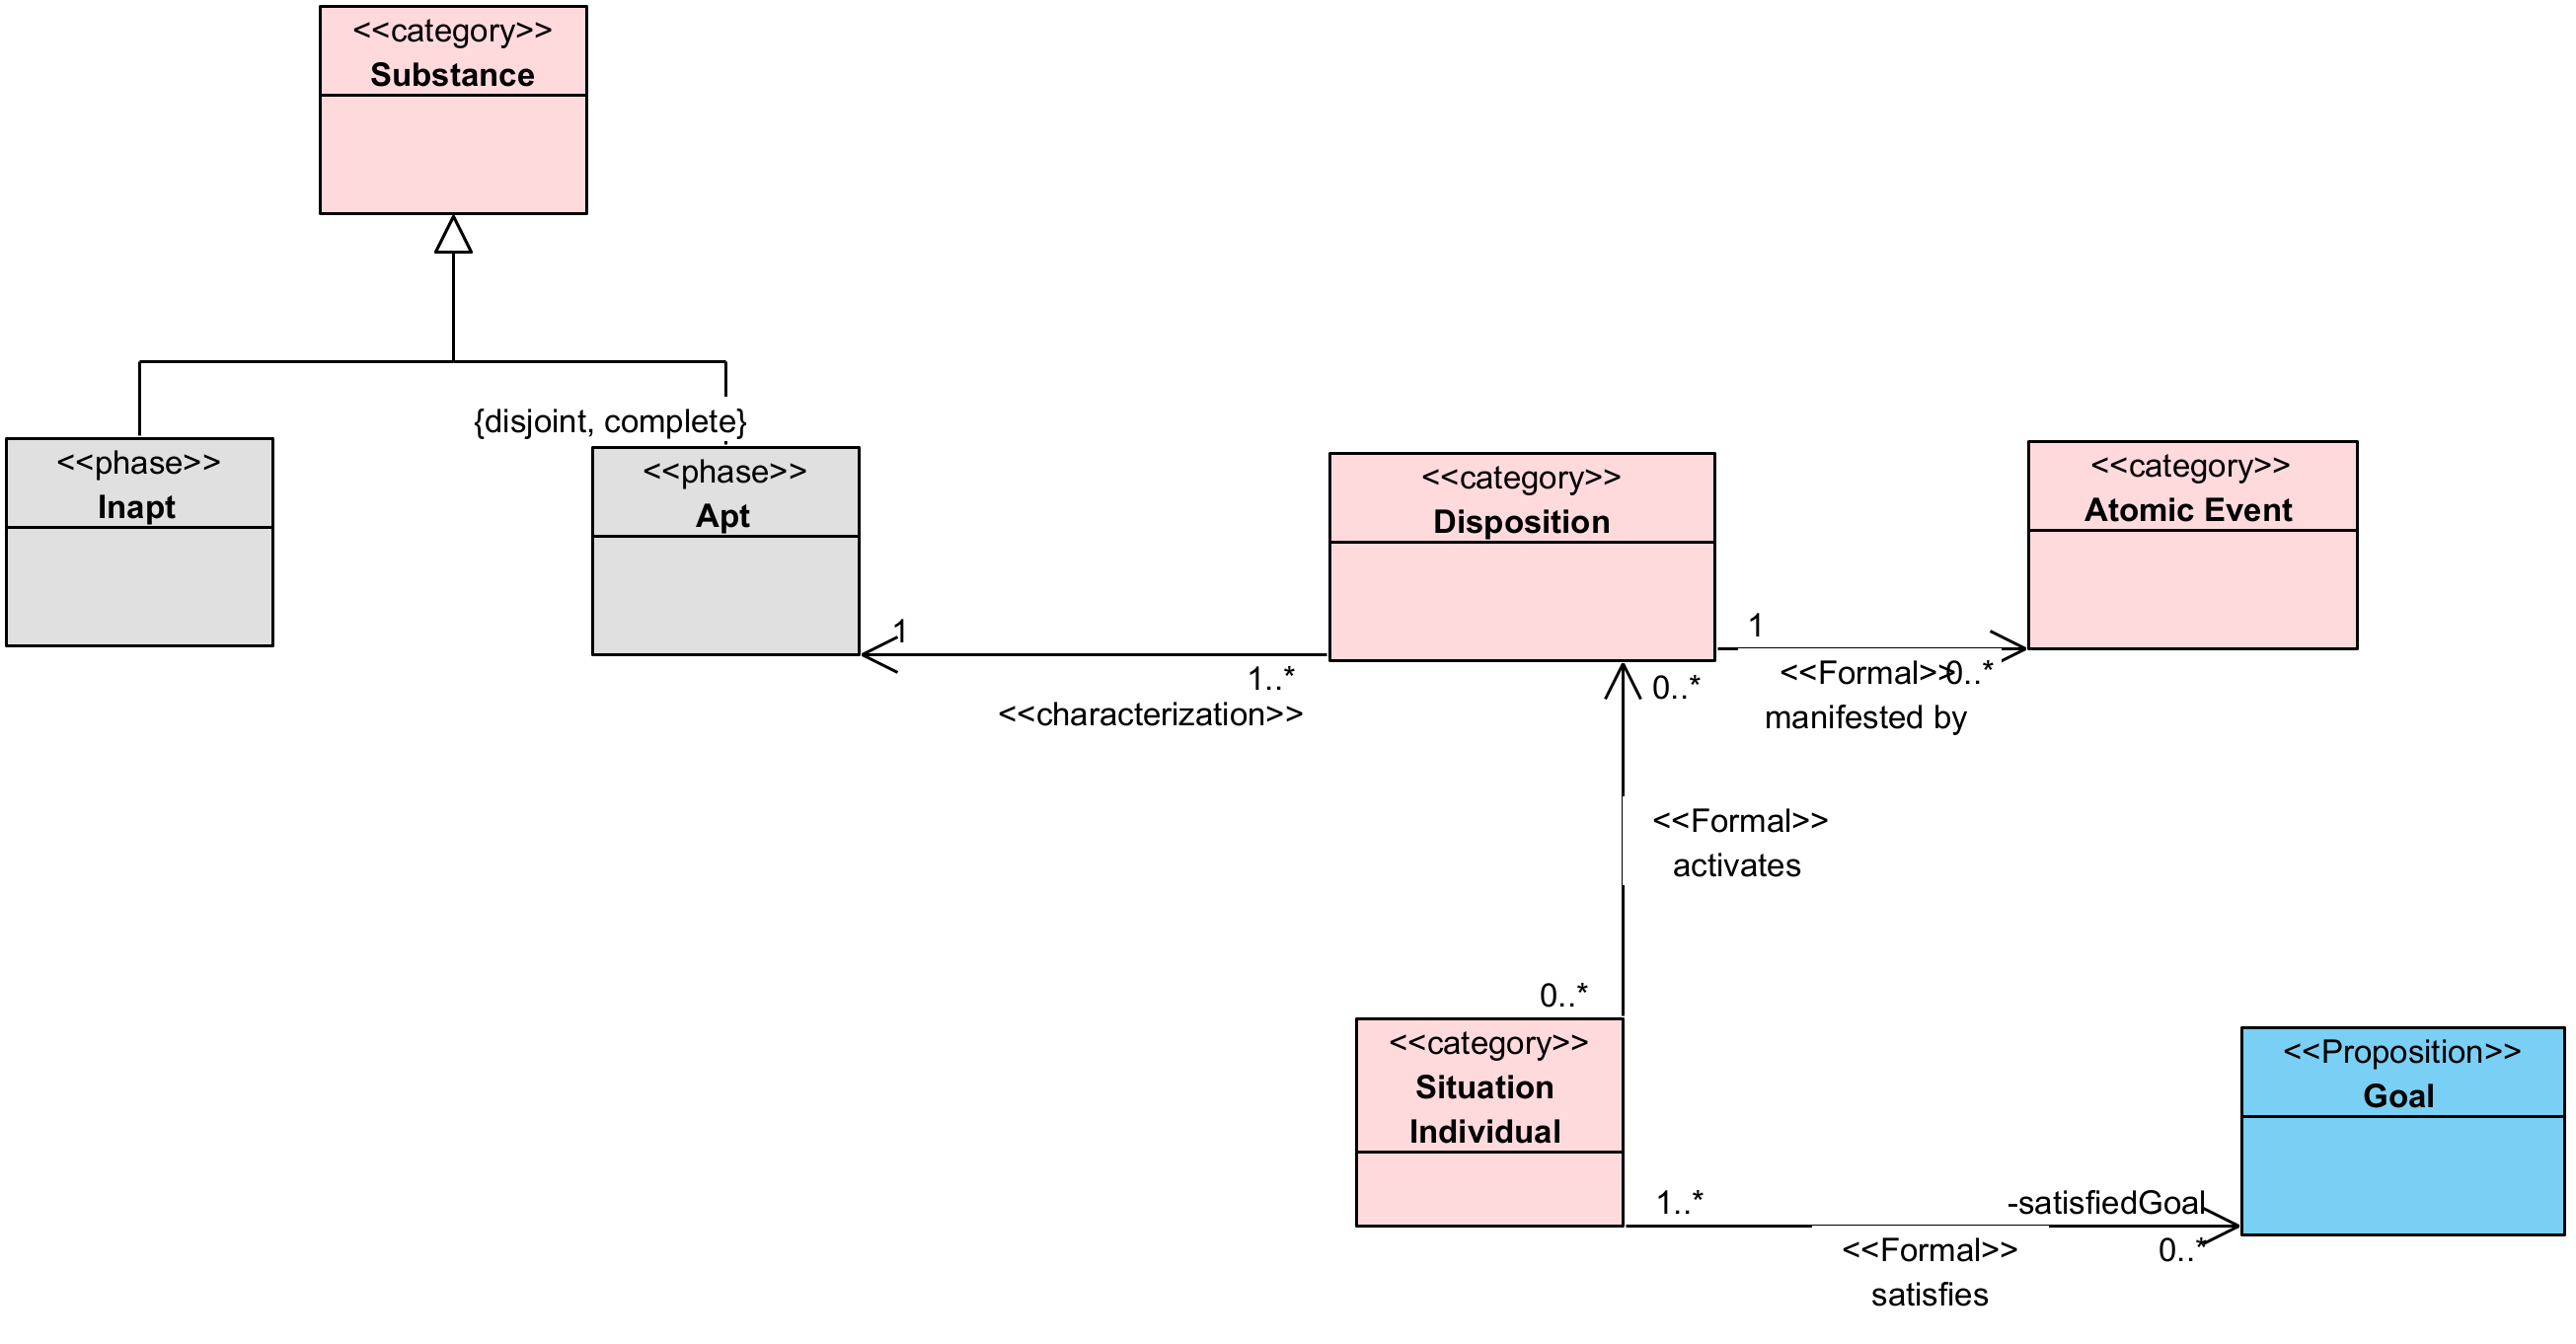 <<category>>
Substance
{disjoint, complete}
<<phase>>
Inapt
<<phase>>
Apt
<<category>>
Disposition
<<category>>
Atomic Event
1
1..*
<<characterization>>
1
0..*
<<Formal>>
manifested by
0..*
<<Formal>>
activates
0..*
<<category>>
Situation
Individual
<<Proposition>>
Goal
1..*
-satisfiedGoal
<<Formal>>
satisfies
0..*